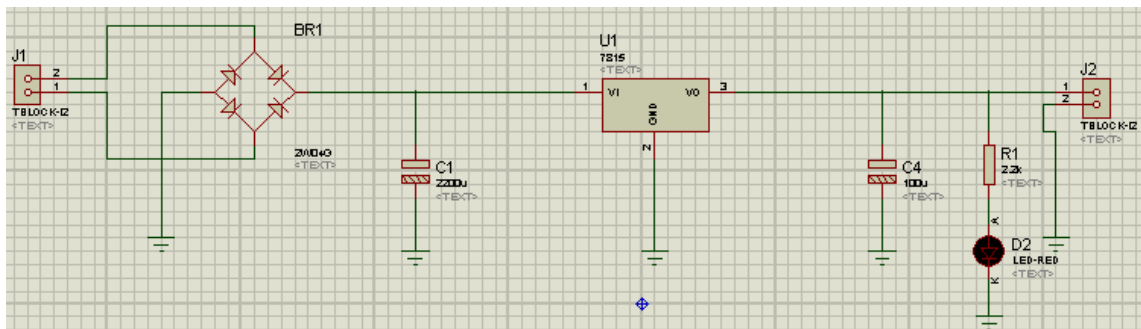 J1
2
1
TBLOCK-I2
<TEXT>
BR1
2W04G
<TEXT>
C1
2200u
<TEXT>
U1
7815
<TEXT>
1
VI
VO
3
GND
2
C4
100u
<TEXT>
R1
2.2k
<TEXT>
A
D2
LED-RED
<TEXT>
K
J2
1
2
TBLOCK-I2
<TEXT>